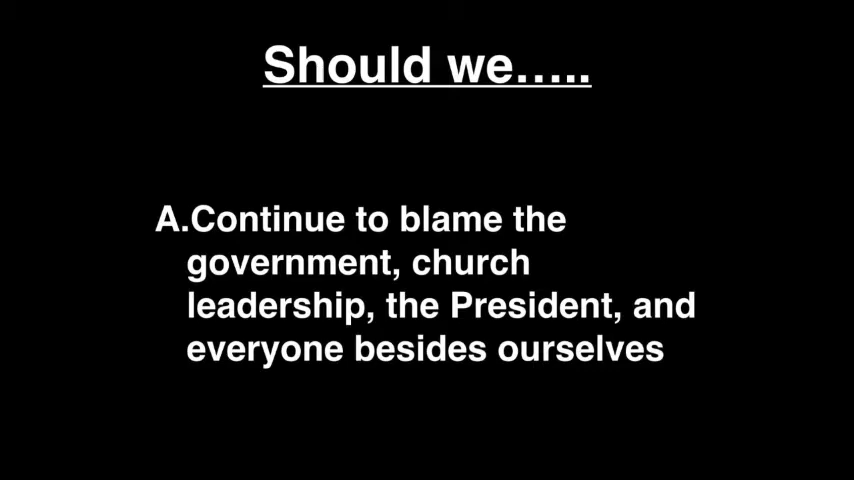 Should we…..
A.Continue to blame the
government, church
leadership, the President, and
everyone besides ourselves